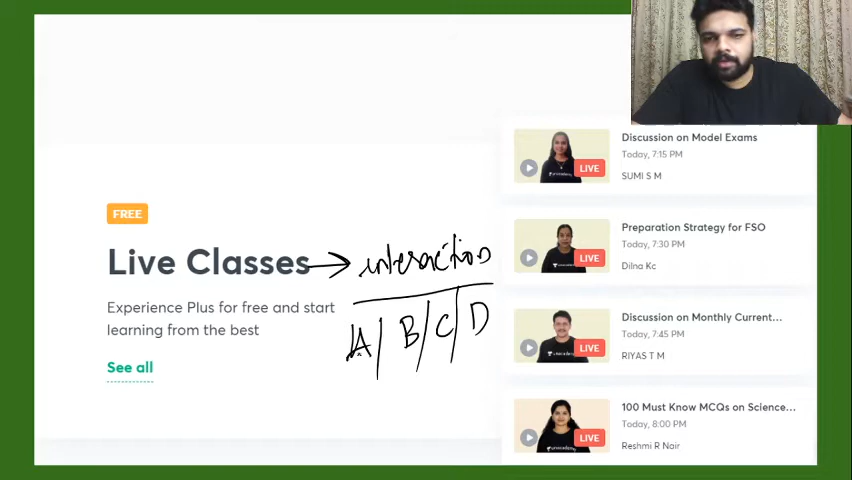 FREE
Live Classes → interaction
Experience Plus for free and start
learning from the best
A | B | C | D
See all
Discussion on Model Exams
Today, 7:15 PM
LIVE
SUMI S M
Preparation Strategy for FSO
Today, 7:30 PM
LIVE
Dilna Kc
Discussion on Monthly Current...
Today, 7:45 PM
LIVE
RIYAS T M
100 Must Know MCQs on Science...
Today, 8:00 PM
LIVE
Reshmi R Nair